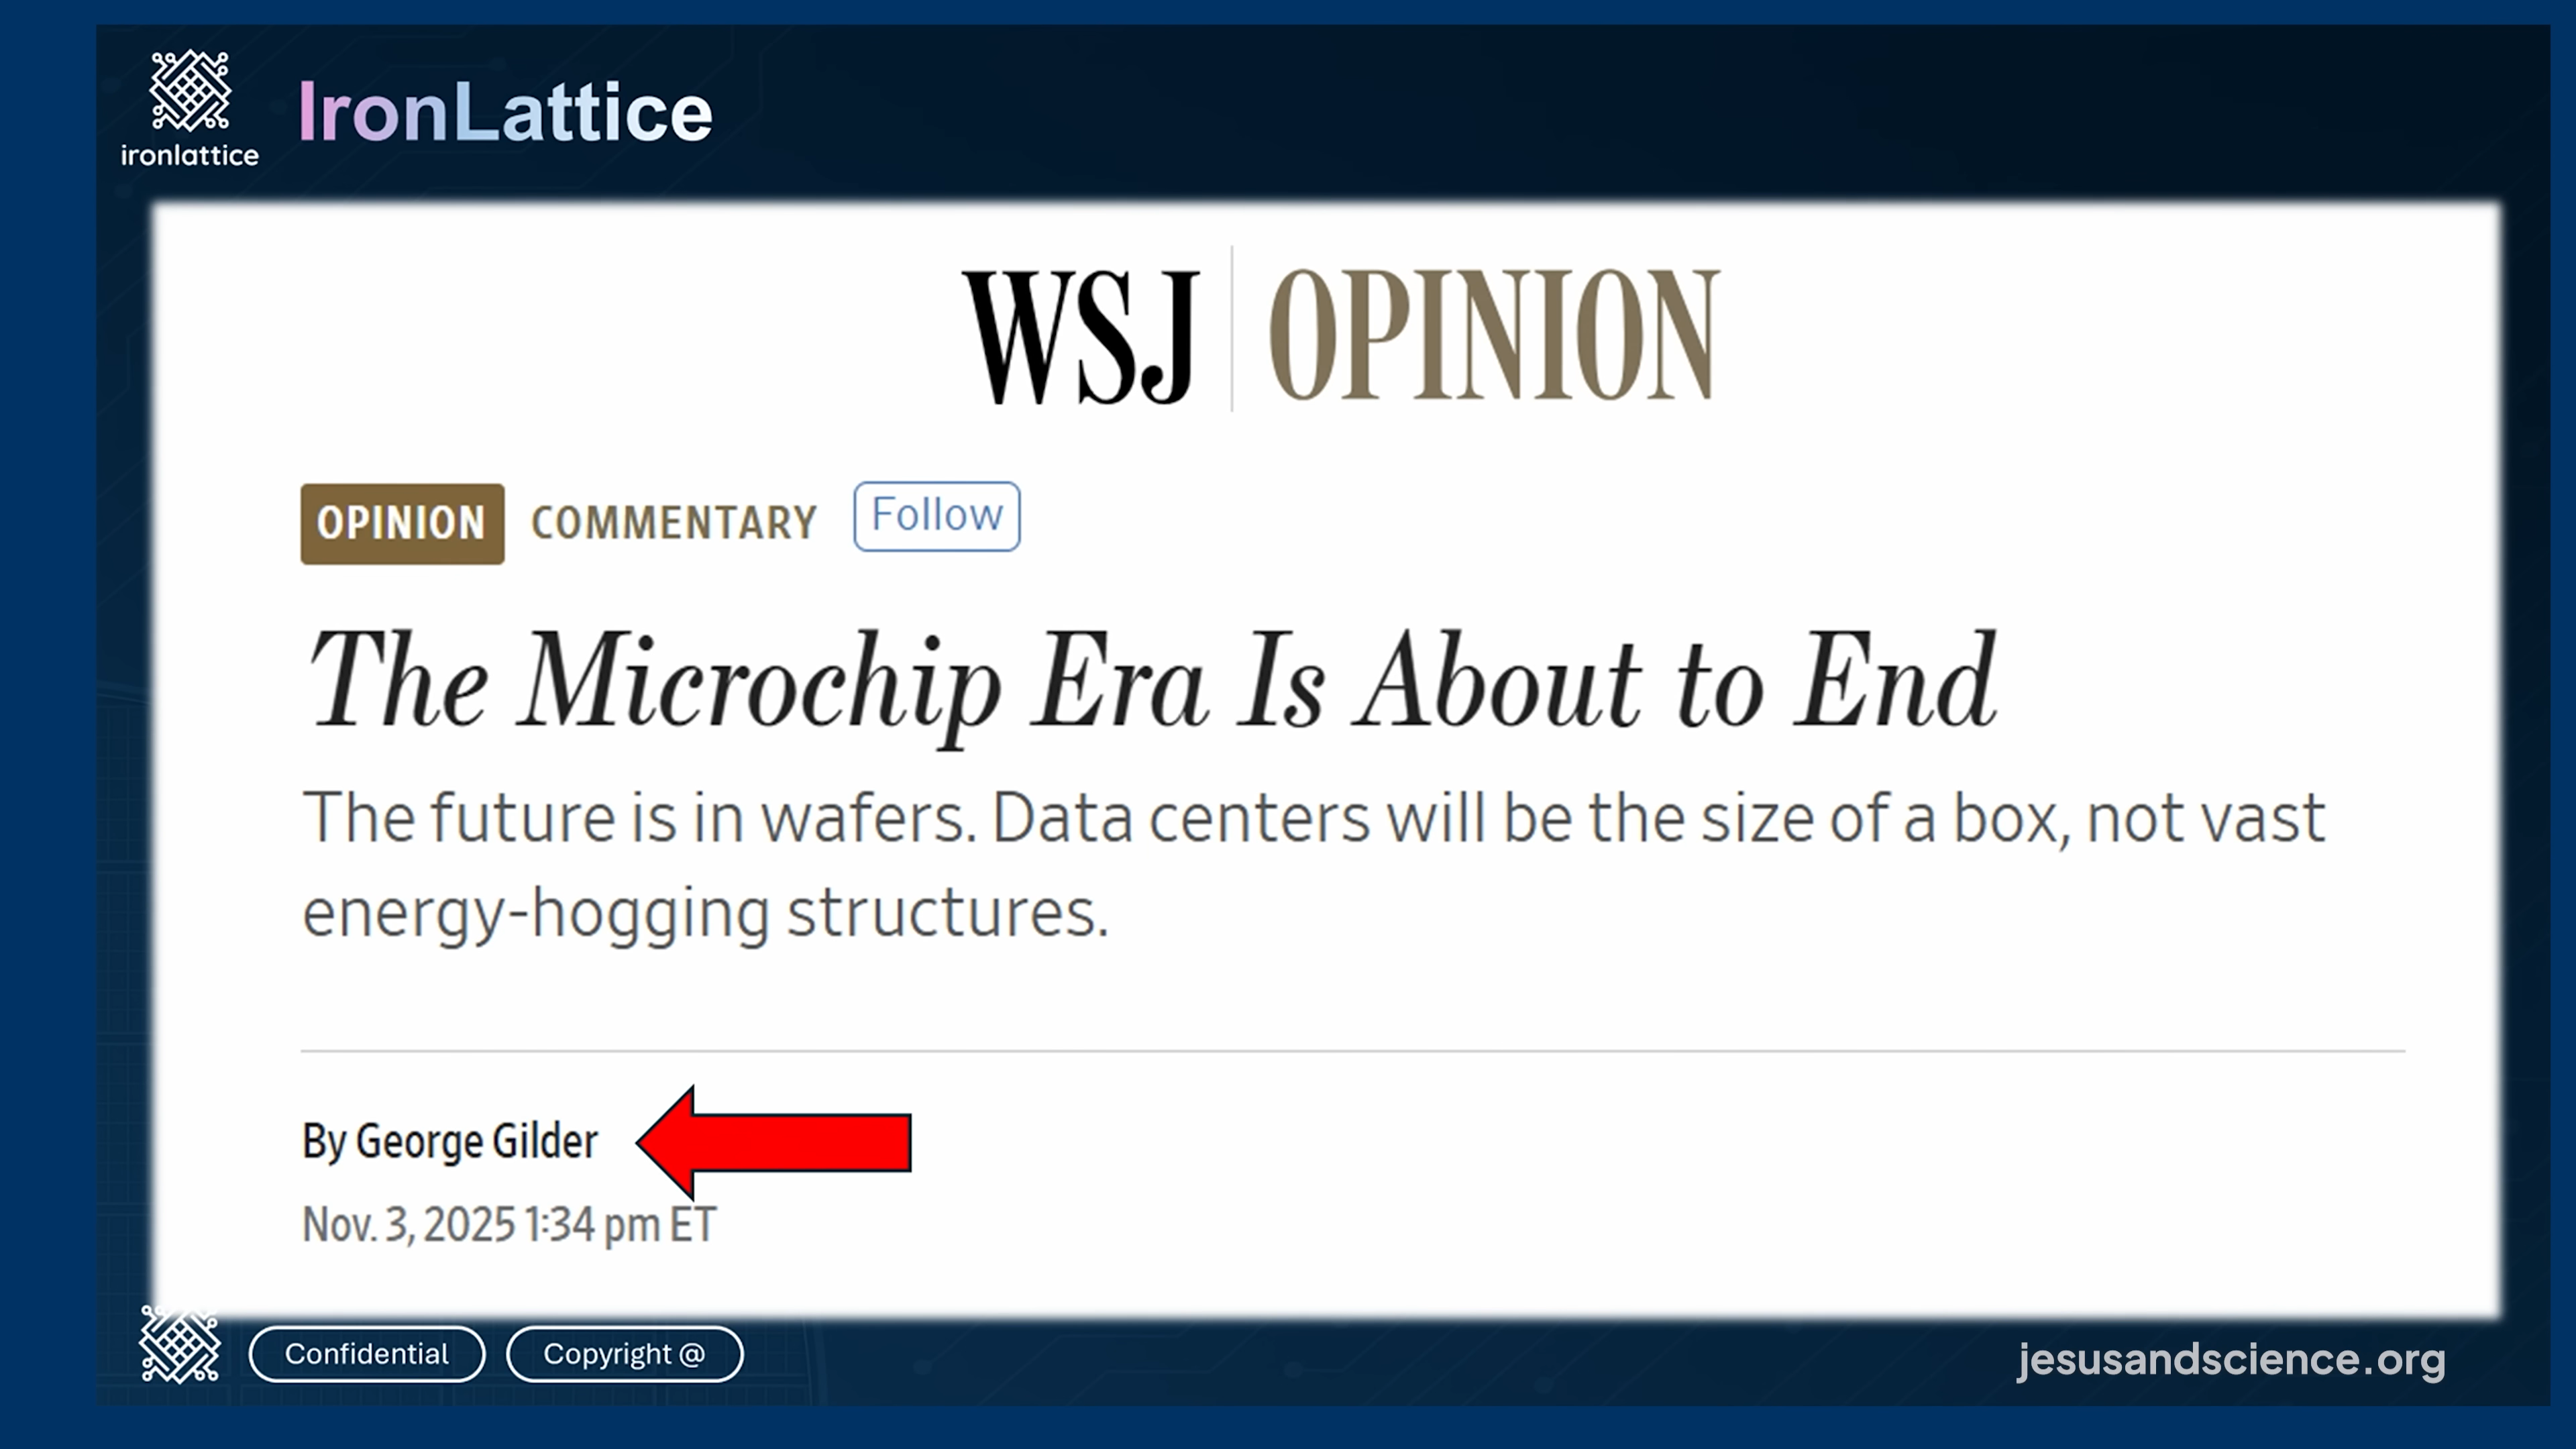 ironlattice
IronLattice
WSJ OPINION
OPINION COMMENTARY Follow
The Microchip Era Is About to End
The future is in wafers. Data centers will be the size of a box, not vast
energy-hogging structures.
By George Gilder
Nov. 3, 2025 1:34 pm ET
Confidential Copyright @
jesusandscience.org